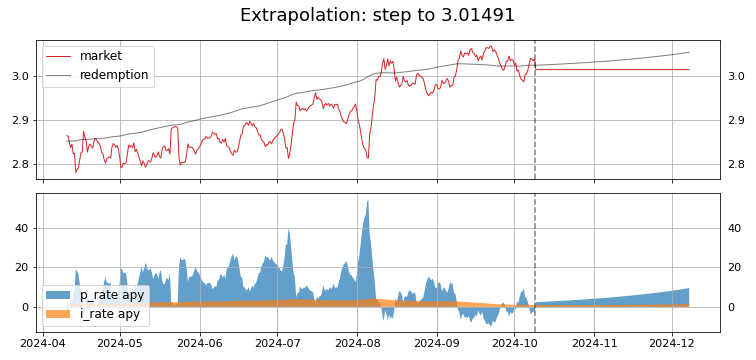 Extrapolation: step to 3.01491
market
redemption
3.0 3.0
2.9 2.9
2.8 2.8
40 40
20 20
0 0
p_rate apy
i_rate apy
2024-04 2024-05 2024-06 2024-07 2024-08 2024-09 2024-10 2024-11 2024-12